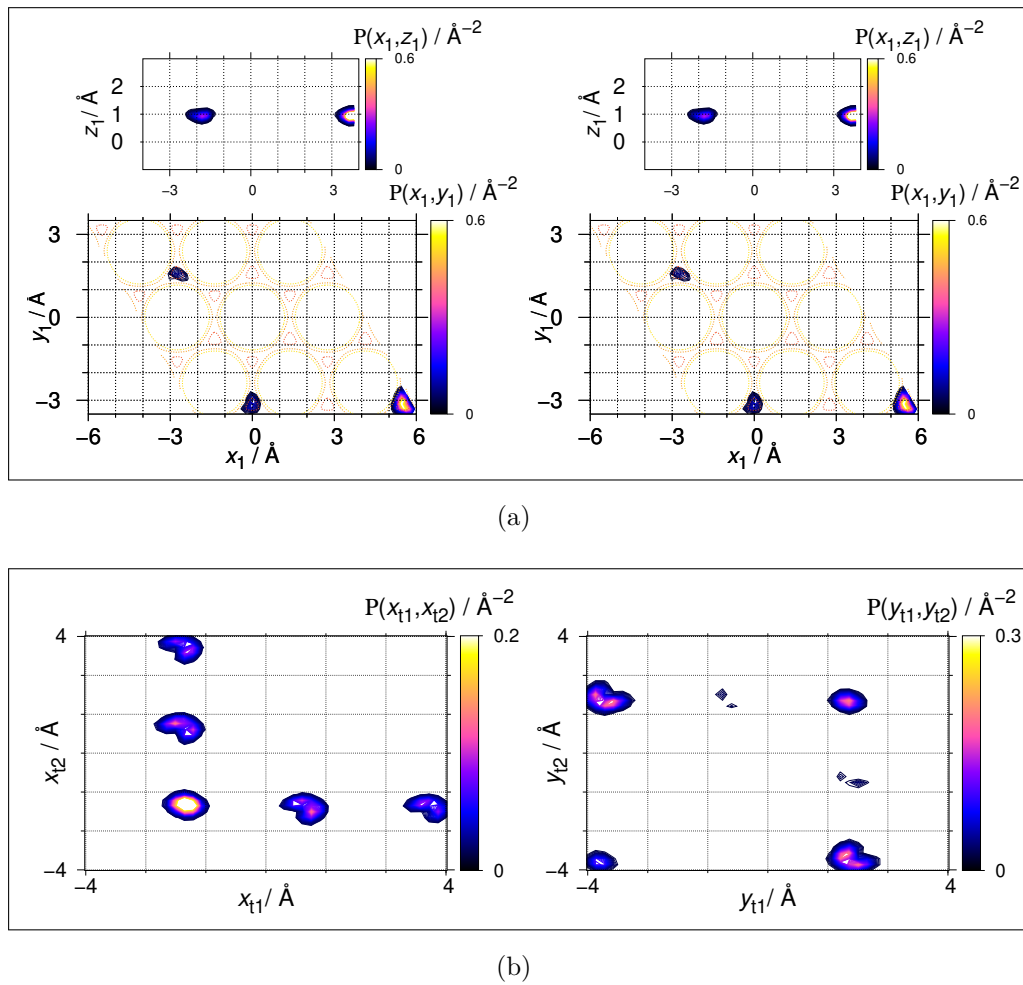 P(x1,z1) / Å−2 P(x1,z1) / Å−2
0.6 0.6
2 2
1 1
0 0
z1/ Å z1/ Å
0 0
−3 0 3 −3 0 3
P(x1,y1) / Å−2 P(x1,y1) / Å−2
0.6 0.6
3 3
0 0
−3 −3
y1/ Å y1/ Å
0 0
−6 −3 0 3 6 −6 −3 0 3 6
x1/ Å x1/ Å
(a)
P(xt1,xt2) / Å−2 P(yt1,yt2) / Å−2
4 0.2 4 0.3
xt2/ Å yt2/ Å
−4 0 −4 0
−4 4 −4 4
xt1/ Å yt1/ Å
(b)